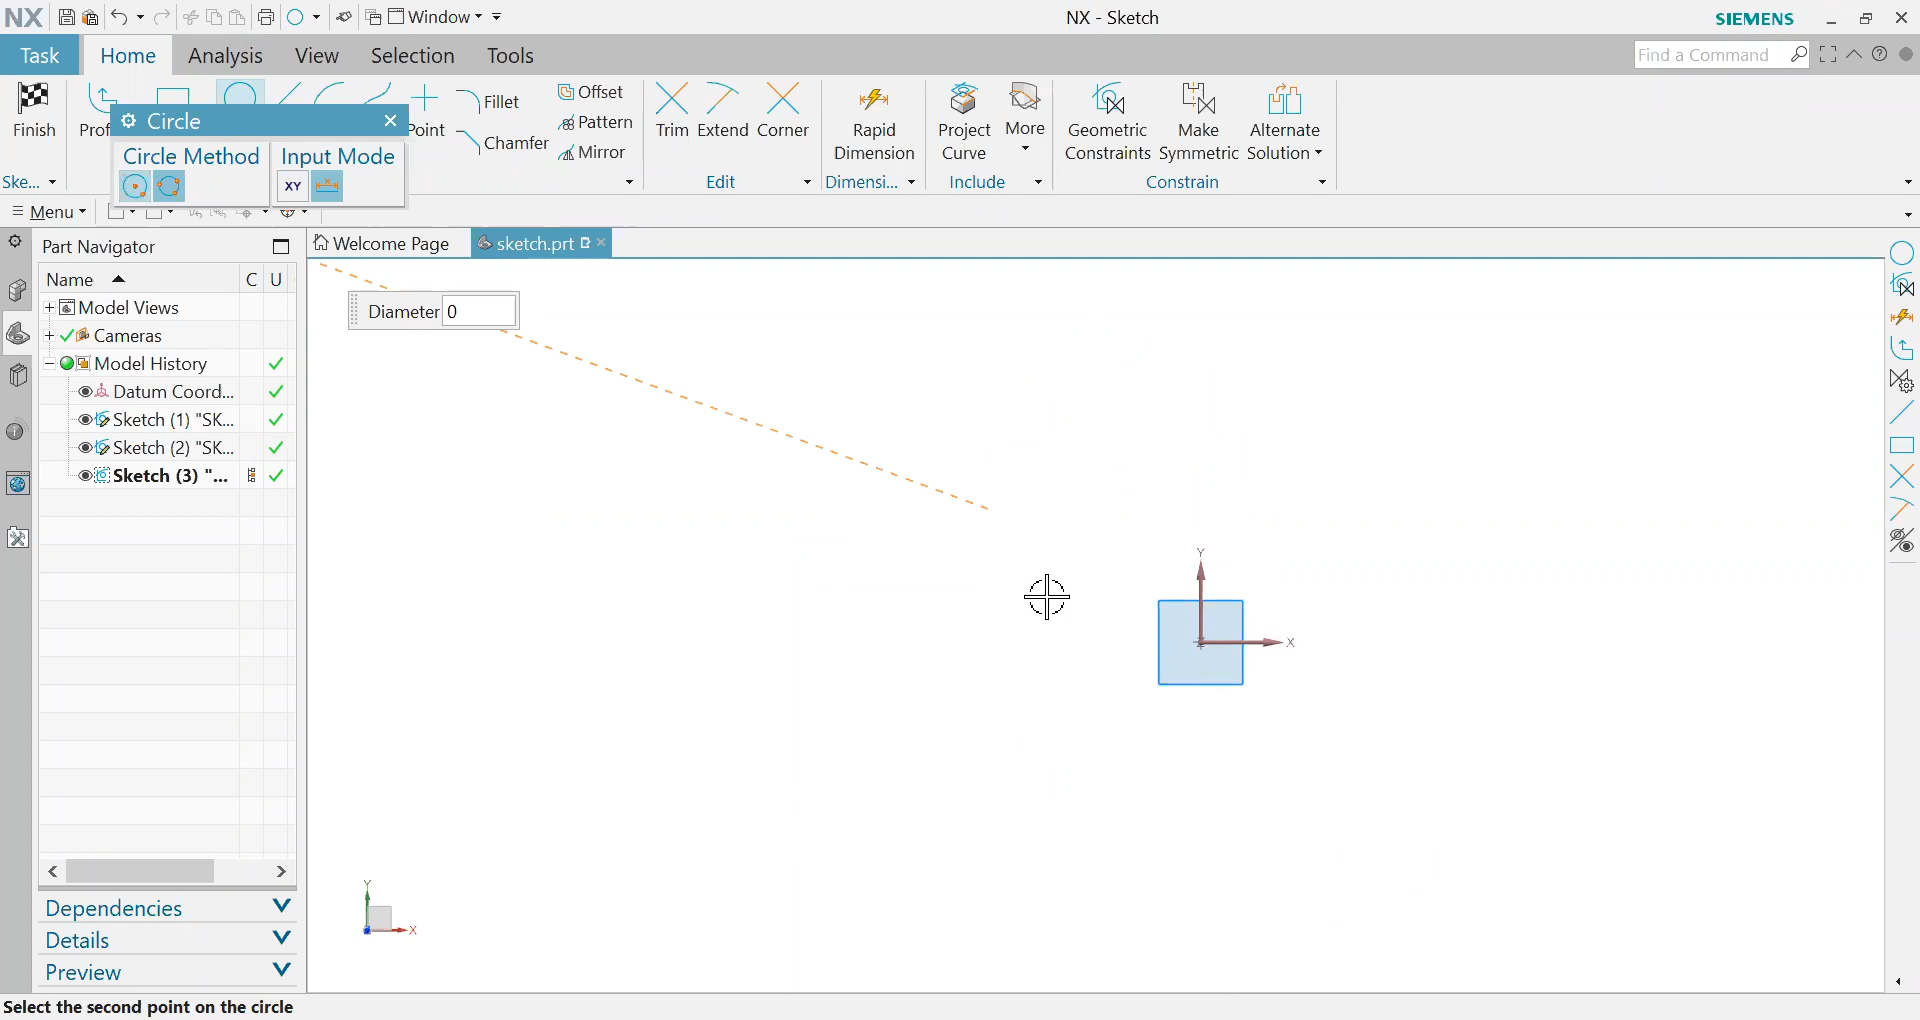 NX
Window
NX - Sketch
SIEMENS
Task
Home
Analysis
View
Selection
Tools
Find a Command
Finish
Prof
Point
Fillet
Chamfer
Offset
Pattern
Mirror
Trim
Extend
Corner
Rapid
Dimension
Project
Curve
More
Geometric
Constraints
Make
Symmetric
Alternate
Solution
Circle
Circle Method
Input Mode
XY
Ske...
Edit
Dimensi...
Include
Constrain
Menu
Part Navigator
Welcome Page
sketch.prt
Name
C
U
Model Views
Cameras
Model History
Datum Coord...
Sketch (1) "SK...
Sketch (2) "SK...
Sketch (3) "...
Diameter 0
Y
X
Y
X
Dependencies
Details
Preview
Select the second point on the circle